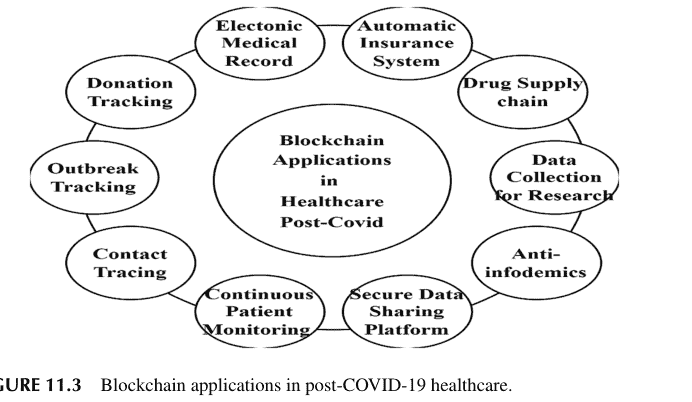 Electonic
Medical
Record
Automatic
Insurance
System
Donation
Tracking
Drug Supply
chain
Blockchain
Applications
in
Healthcare
Post-Covid
Outbreak
Tracking
Data
Collection
for Research
Contact
Tracing
Anti-
infodemics
Continuous
Patient
Monitoring
Secure Data
Sharing
Platform
GURE 11.3 Blockchain applications in post-COVID-19 healthcare.